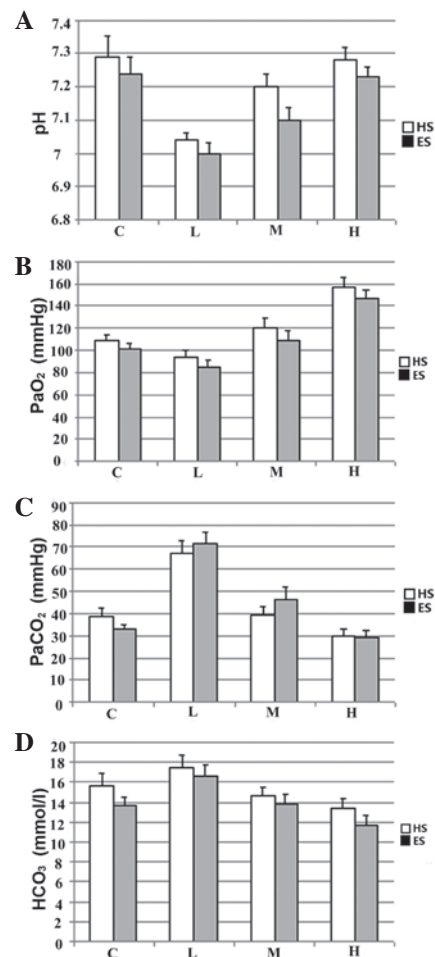 A
7.4
7.3
7.2
7.1
7
6.9
6.8
pH
C L M H
HS
ES
B
180
160
140
120
100
80
60
40
20
0
PaO₂ (mmHg)
C L M H
HS
ES
C
90
80
70
60
50
40
30
20
10
0
PaCO₂ (mmHg)
C L M H
HS
ES
D
20
18
16
14
12
10
8
6
4
2
0
HCO₃ (mmol/l)
C L M H
HS
ES